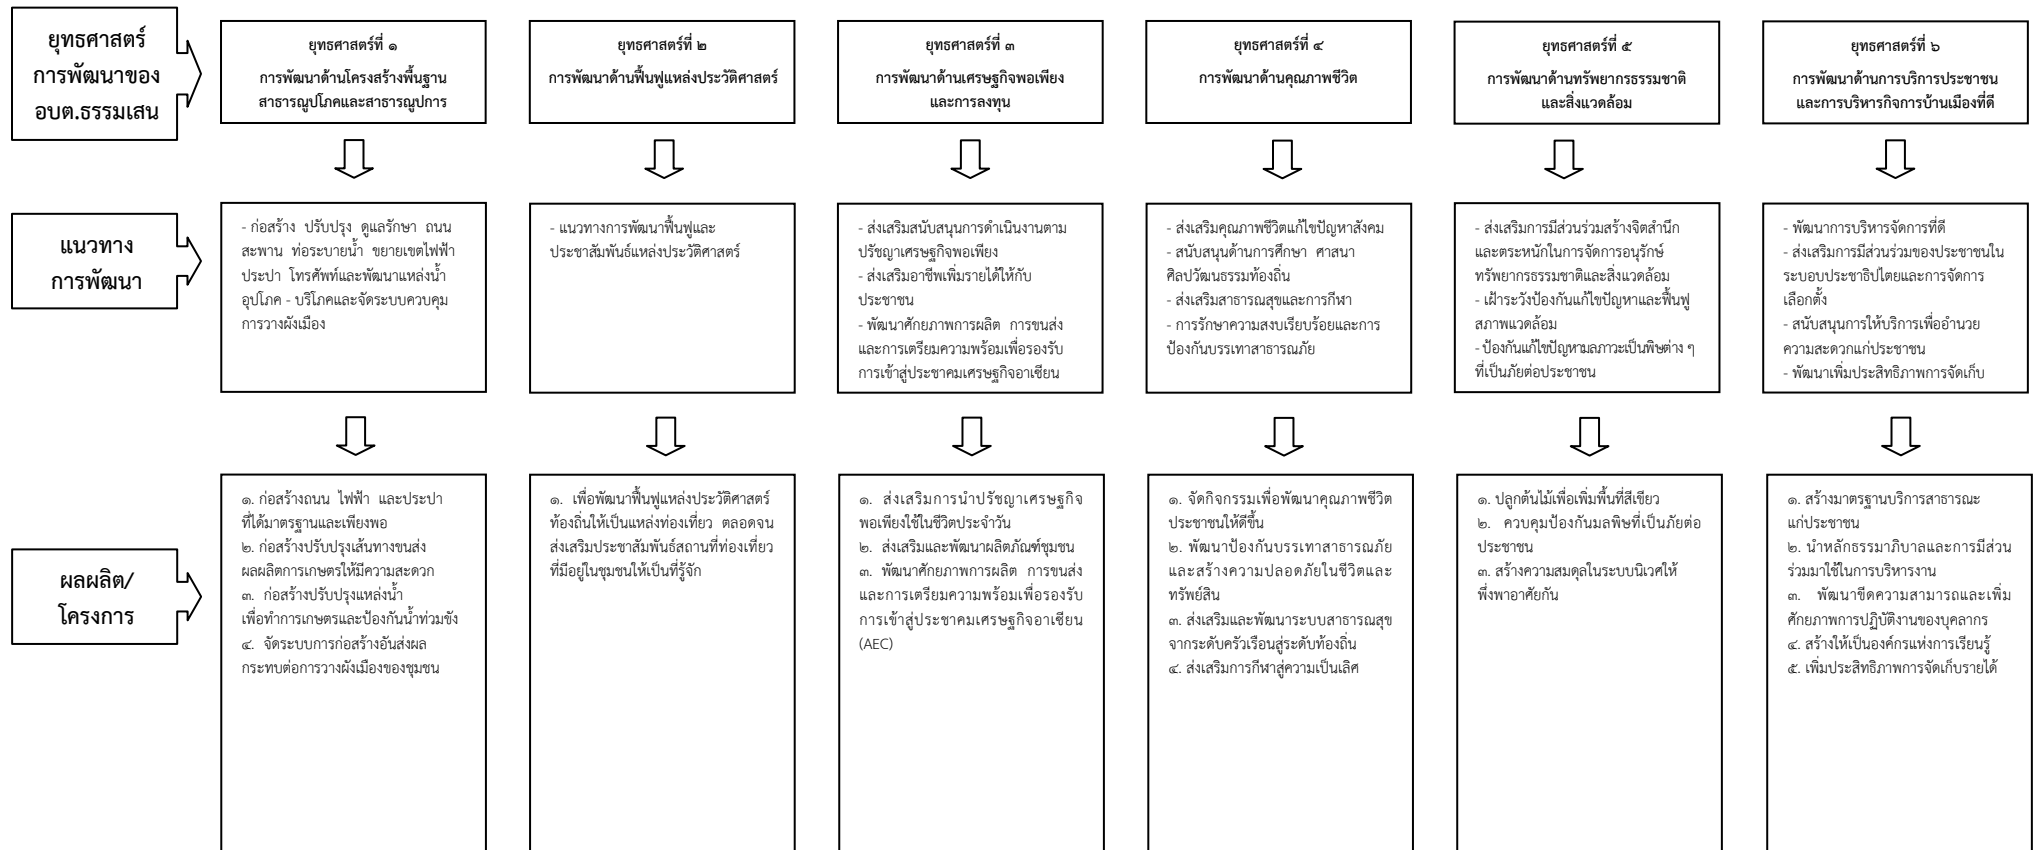 ยุทธศาสตร์
การพัฒนาของ
อบต.ธรรมเสน
ยุทธศาสตร์ที่ ๑
การพัฒนาด้านโครงสร้างพื้นฐาน
สาธารณูปโภคและสาธารณูปการ
ยุทธศาสตร์ที่ ๒
การพัฒนาด้านฟื้นฟูแหล่งประวัติศาสตร์
ยุทธศาสตร์ที่ ๓
การพัฒนาด้านเศรษฐกิจพอเพียง
และการลงทุน
ยุทธศาสตร์ที่ ๔
การพัฒนาด้านคุณภาพชีวิต
ยุทธศาสตร์ที่ ๕
การพัฒนาด้านทรัพยากรธรรมชาติ
และสิ่งแวดล้อม
ยุทธศาสตร์ที่ ๖
การพัฒนาด้านการบริการประชาชน
และการบริหารกิจการบ้านเมืองที่ดี
แนวทาง
การพัฒนา
- ก่อสร้าง ปรับปรุง ดูแลรักษา ถนน
สะพาน ท่อระบายน้ำ ขยายเขตไฟฟ้า
ประปา โทรศัพท์และพัฒนาแหล่งน้ำ
อุปโภค - บริโภคและจัดระบบควบคุม
การวางผังเมือง
- แนวทางการพัฒนาฟื้นฟูและ
ประชาสัมพันธ์แหล่งประวัติศาสตร์
- ส่งเสริมสนับสนุนการดำเนินงานตาม
ปรัชญาเศรษฐกิจพอเพียง
- ส่งเสริมอาชีพเพิ่มรายได้ให้กับ
ประชาชน
- พัฒนาศักยภาพการผลิต การขนส่ง
และการเตรียมความพร้อมเพื่อรองรับ
การเข้าสู่ประชาคมเศรษฐกิจอาเซียน
- ส่งเสริมคุณภาพชีวิตแก้ไขปัญหาสังคม
- สนับสนุนด้านการศึกษา ศาสนา
ศิลปวัฒนธรรมท้องถิ่น
- ส่งเสริมสาธารณสุขและการกีฬา
- การรักษาความสงบเรียบร้อยและการ
ป้องกันบรรเทาสาธารณภัย
- ส่งเสริมการมีส่วนร่วมสร้างจิตสำนึก
และตระหนักในการจัดการอนุรักษ์
ทรัพยากรธรรมชาติและสิ่งแวดล้อม
- เฝ้าระวังป้องกันแก้ไขปัญหาและฟื้นฟู
สภาพแวดล้อม
- ป้องกันแก้ไขปัญหามลภาวะเป็นพิษต่าง ๆ
ที่เป็นภัยต่อประชาชน
- พัฒนาการบริหารจัดการที่ดี
- ส่งเสริมการมีส่วนร่วมของประชาชนใน
ระบอบประชาธิปไตยและการจัดการ
เลือกตั้ง
- สนับสนุนการให้บริการเพื่ออำนวย
ความสะดวกแก่ประชาชน
- พัฒนาเพิ่มประสิทธิภาพการจัดเก็บ
ผลผลิต/
โครงการ
๑. ก่อสร้างถนน ไฟฟ้า และประปา
ที่ได้มาตรฐานและเพียงพอ
๒. ก่อสร้างปรับปรุงเส้นทางขนส่ง
ผลผลิตการเกษตรให้มีความสะดวก
๓. ก่อสร้างปรับปรุงแหล่งน้ำ
เพื่อทำการเกษตรและป้องกันน้ำท่วมขัง
๔. จัดระบบการก่อสร้างอันส่งผล
กระทบต่อการวางผังเมืองของชุมชน
๑. เพื่อพัฒนาฟื้นฟูแหล่งประวัติศาสตร์
ท้องถิ่นให้เป็นแหล่งท่องเที่ยว ตลอดจน
ส่งเสริมประชาสัมพันธ์สถานที่ท่องเที่ยว
ที่มีอยู่ในชุมชนให้เป็นที่รู้จัก
๑. ส่งเสริมการนำปรัชญาเศรษฐกิจ
พอเพียงใช้ในชีวิตประจำวัน
๒. ส่งเสริมและพัฒนาผลิตภัณฑ์ชุมชน
๓. พัฒนาศักยภาพการผลิต การขนส่ง
และการเตรียมความพร้อมเพื่อรองรับ
การเข้าสู่ประชาคมเศรษฐกิจอาเซียน
(AEC)
๑. จัดกิจกรรมเพื่อพัฒนาคุณภาพชีวิต
ประชาชนให้ดีขึ้น
๒. พัฒนาป้องกันบรรเทาสาธารณภัย
และสร้างความปลอดภัยในชีวิตและ
ทรัพย์สิน
๓. ส่งเสริมและพัฒนาระบบสาธารณสุข
จากระดับครัวเรือนสู่ระดับท้องถิ่น
๔. ส่งเสริมการกีฬาสู่ความเป็นเลิศ
๑. ปลูกต้นไม้เพื่อเพิ่มพื้นที่สีเขียว
๒. ควบคุมป้องกันมลพิษที่เป็นภัยต่อ
ประชาชน
๓. สร้างความสมดุลในระบบนิเวศให้
พึ่งพาอาศัยกัน
๑. สร้างมาตรฐานบริการสาธารณะ
แก่ประชาชน
๒. นำหลักธรรมาภิบาลและการมีส่วน
ร่วมมาใช้ในการบริหารงาน
๓. พัฒนาขีดความสามารถและเพิ่ม
ศักยภาพการปฏิบัติงานของบุคลากร
๔. สร้างให้เป็นองค์กรแห่งการเรียนรู้
๕. เพิ่มประสิทธิภาพการจัดเก็บรายได้